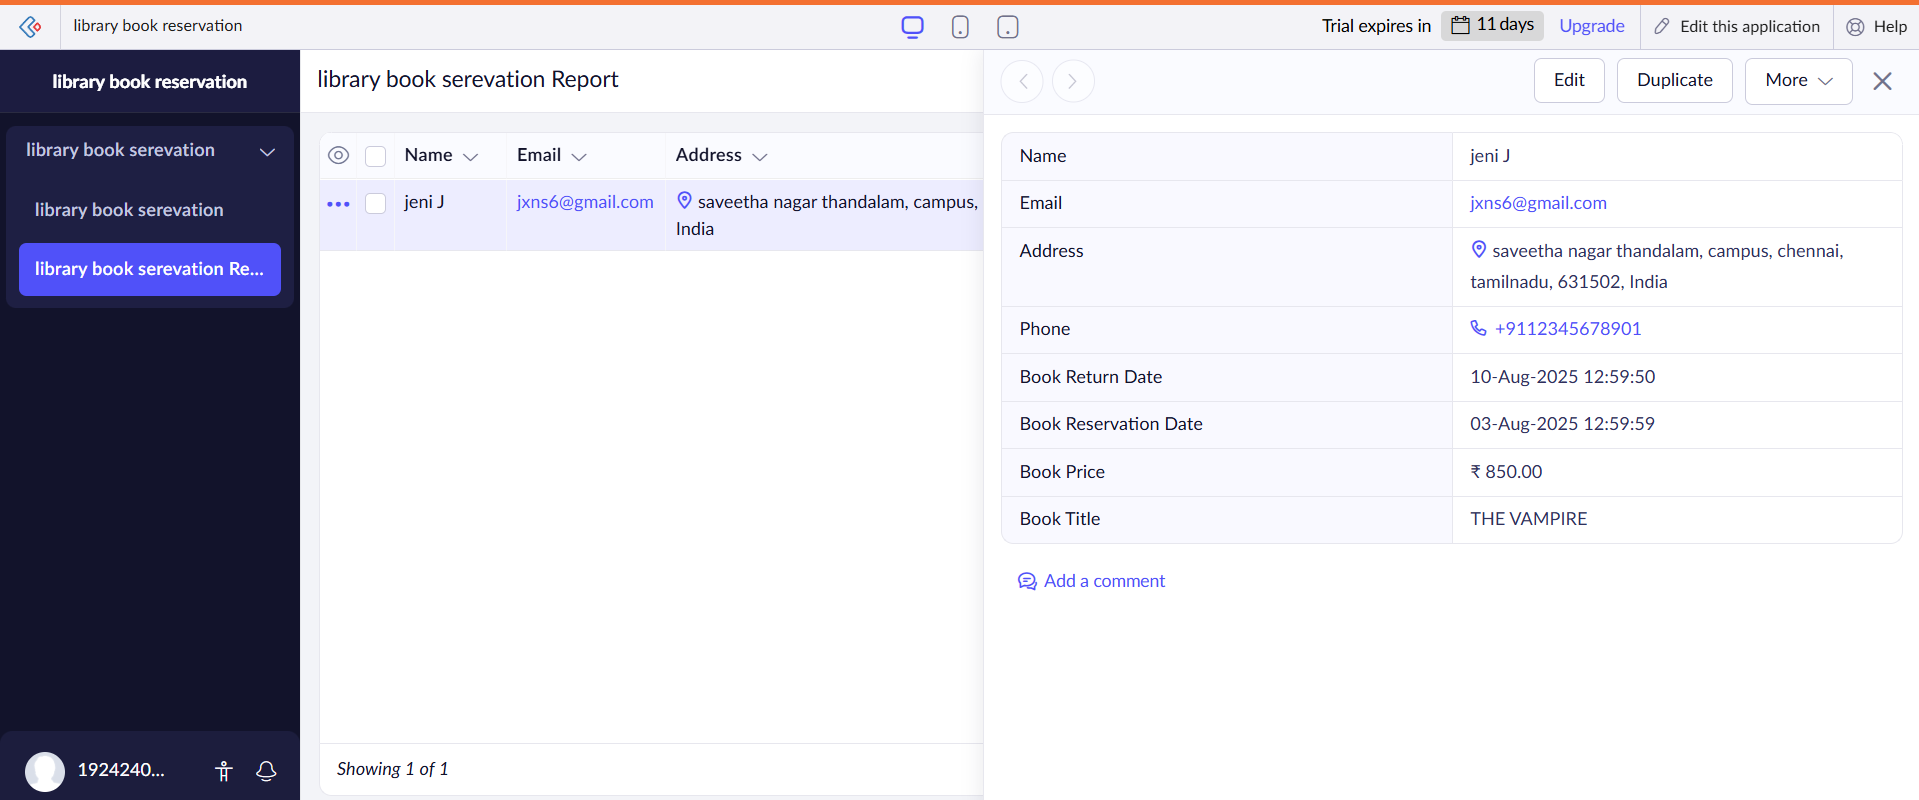 library book reservation
Trial expires in 11 days Upgrade Edit this application Help
library book reservation
library book serevation
library book serevation
library book serevation Re...
1924240...
library book serevation Report
Name Email Address
jeni J jxns6@gmail.com saveetha nagar thandalam, campus,
India
Showing 1 of 1
Edit Duplicate More
Name jeni J
Email jxns6@gmail.com
Address saveetha nagar thandalam, campus, chennai,
tamilnadu, 631502, India
Phone +9112345678901
Book Return Date 10-Aug-2025 12:59:50
Book Reservation Date 03-Aug-2025 12:59:59
Book Price ₹ 850.00
Book Title THE VAMPIRE
Add a comment